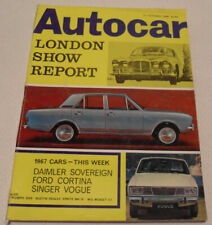 Autocar
LONDON
SHOW
REPORT
1967 CARS – THIS WEEK
DAIMLER SOVEREIGN
FORD CORTINA
SINGER VOGUE